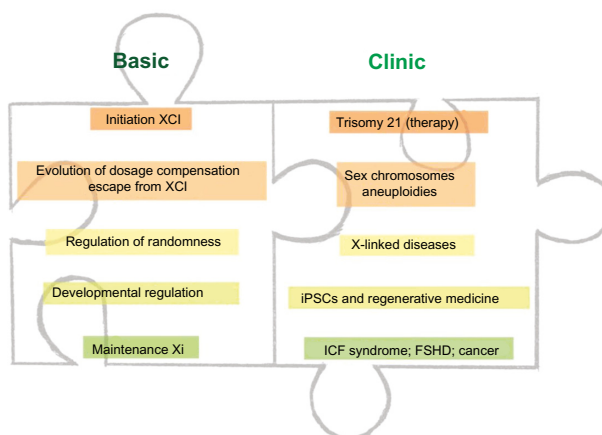 Basic
Clinic
Initiation XCI
Trisomy 21 (therapy)
Evolution of dosage compensation
escape from XCI
Sex chromosomes
aneuploidies
Regulation of randomness
X-linked diseases
Developmental regulation
iPSCs and regenerative medicine
Maintenance Xi
ICF syndrome; FSHD; cancer